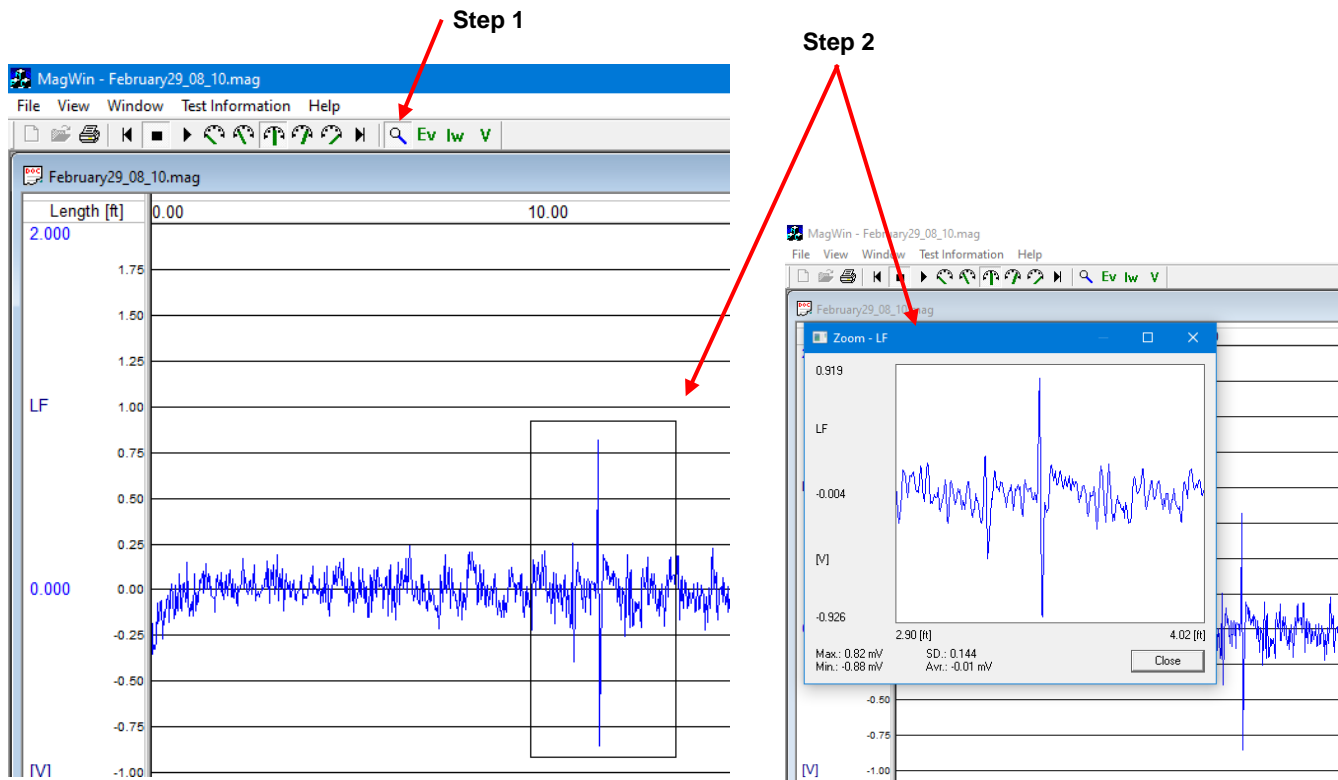 Step 1
Step 2
MagWin - February29_08_10.mag
File View Window Test Information Help
Ev Iw V
February29_08_10.mag
Length [ft] 0.00 10.00
2.000
1.75
1.50
1.25
LF 1.00
0.75
0.50
0.25
0.000 0.00
-0.25
-0.50
-0.75
[V] -1.00
MagWin - February29_08_10.mag
File View Window Test Information Help
Ev Iw V
February29_08_10.mag
Zoom - LF
0.919
LF
-0.004
[V]
-0.926
2.90 [ft] 4.02 [ft]
Max.: 0.82 mV SD.: 0.144
Min.: -0.88 mV Avr.: -0.01 mV
Close
-0.50
-0.75
[V] -1.00